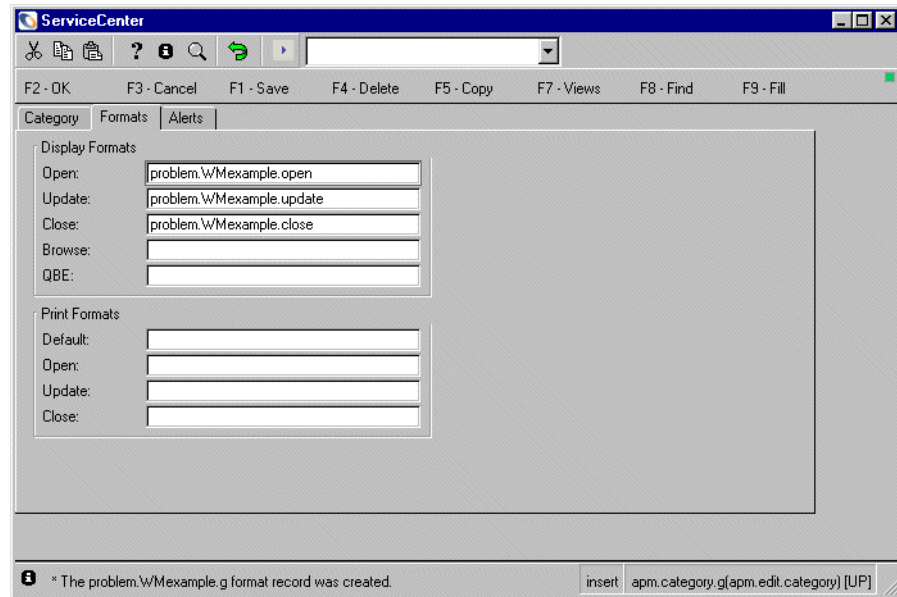 ServiceCenter
F2 - OK F3 - Cancel F1 - Save F4 - Delete F5 - Copy F7 - Views F8 - Find F9 - Fill
Category Formats Alerts
Display Formats
Open: problem.WMexample.open
Update: problem.WMexample.update
Close: problem.WMexample.close
Browse:
QBE:
Print Formats
Default:
Open:
Update:
Close:
* The problem.WMexample.g format record was created. insert apm.category.g(apm.edit.category) [UP]